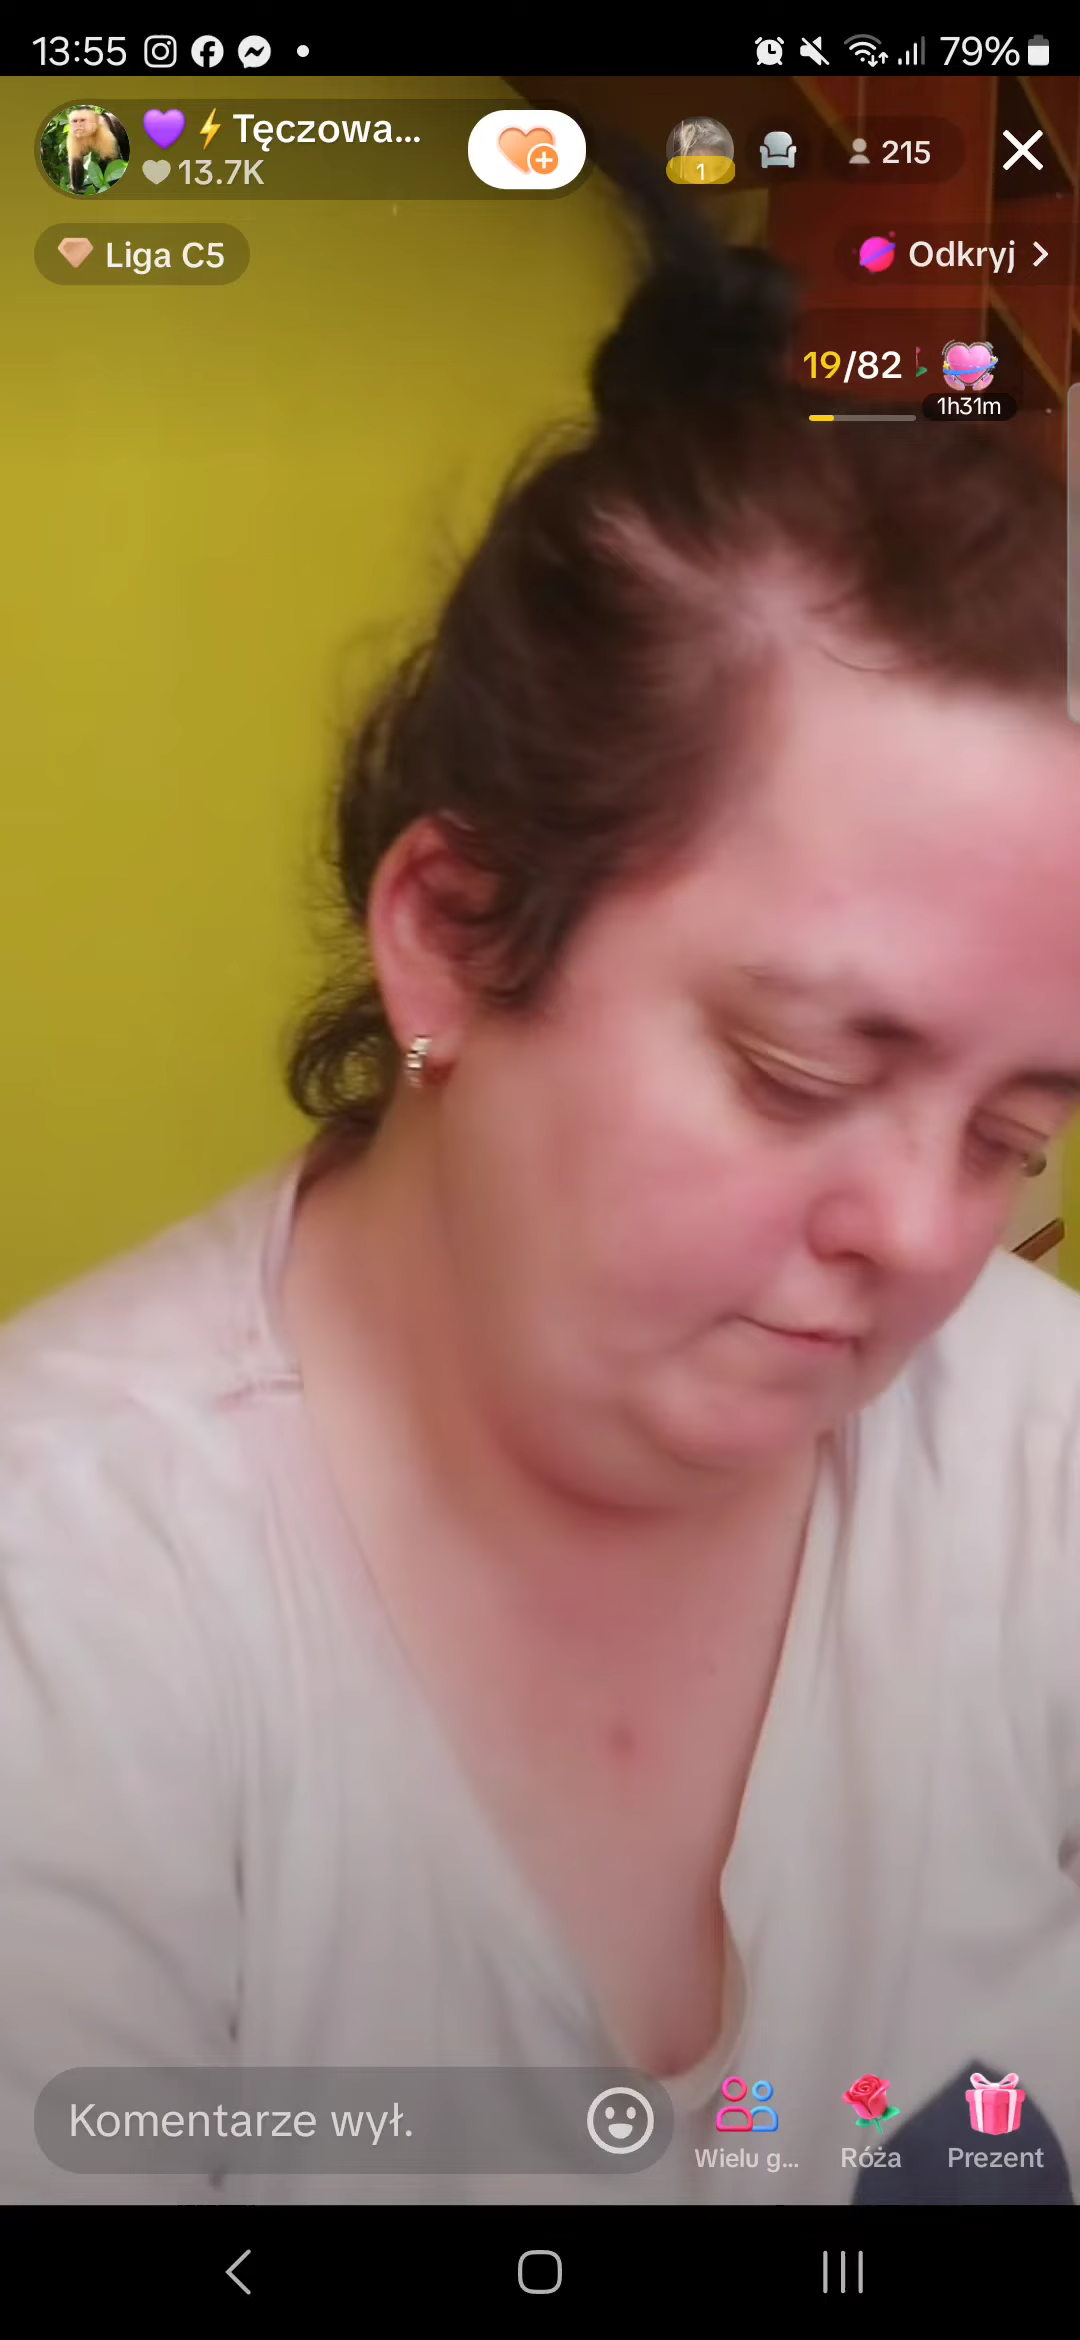 13:55
79%
💜⚡Tęczowa...
13.7K
1
215
Liga C5
Odkryj >
19/82
1h31m
Komentarze wył.
Wielu g...
Róża
Prezent